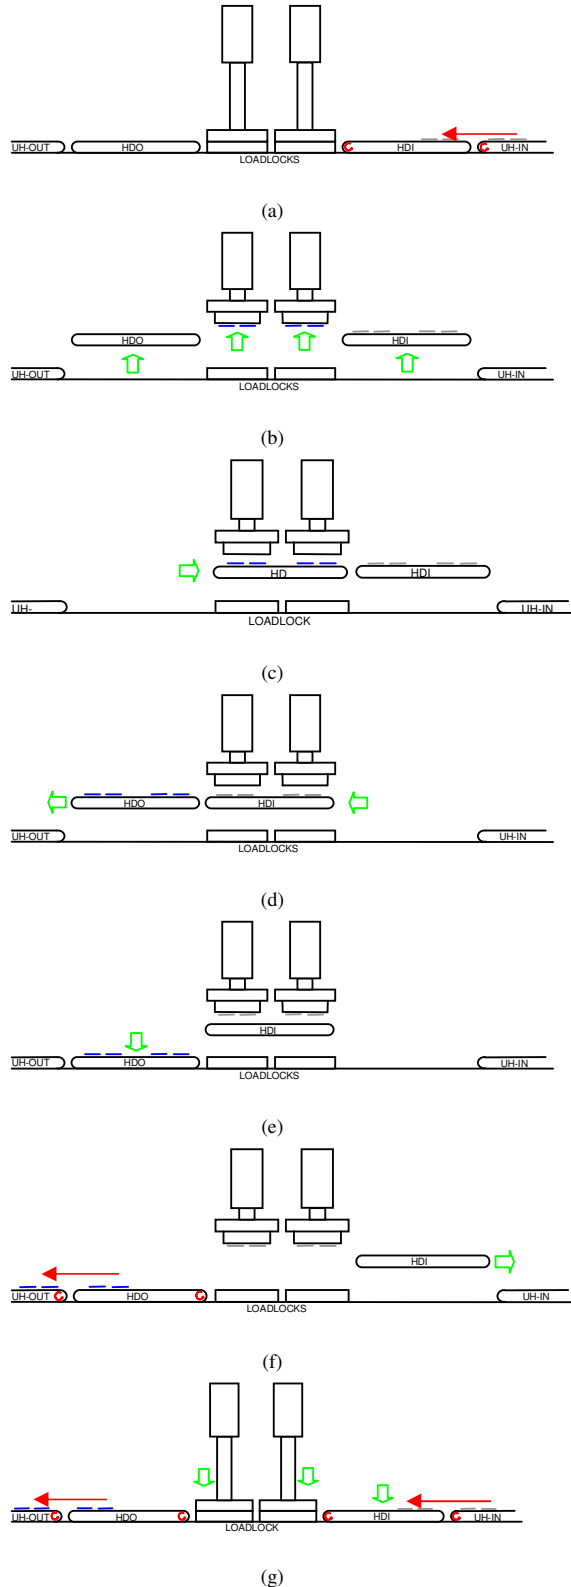 UH-OUT HDO HDI UH-IN
LOADLOCKS
(a)
HDO HDI
UH-OUT UH-IN
LOADLOCKS
(b)
HD HDI
UH- UH-IN
LOADLOCK
(c)
HDO HDI
UH-OUT UH-IN
LOADLOCKS
(d)
HDI
UH-OUT HDO UH-IN
LOADLOCKS
(e)
HDI
UH-OUT HDO UH-IN
LOADLOCKS
(f)
UH-OUT HDO HDI UH-IN
LOADLOCK
(g)